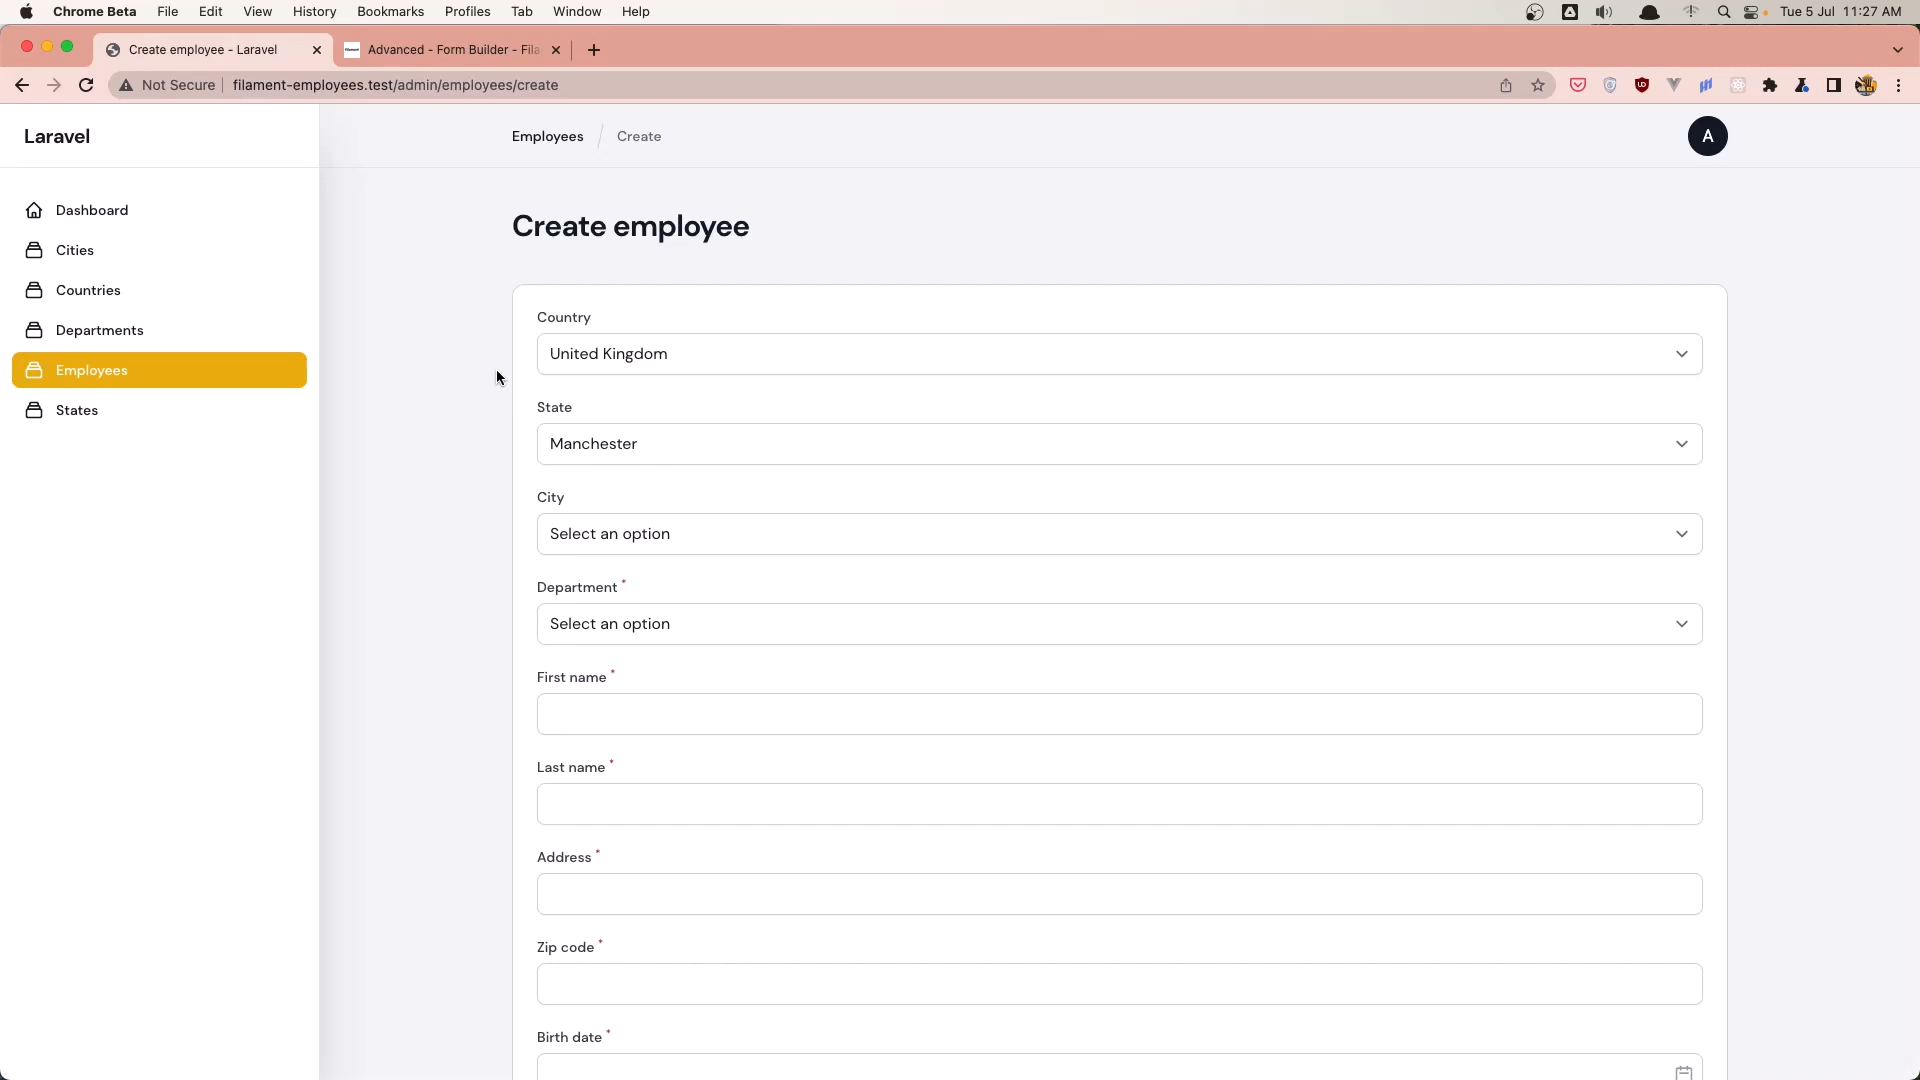 Chrome Beta File Edit View History Bookmarks Profiles Tab Window Help Tue 5 Jul 11:27 AM
Create employee - Laravel Advanced - Form Builder - Fila
Not Secure filament-employees.test/admin/employees/create
Laravel
Employees Create
A
Dashboard
Cities
Countries
Departments
Employees
States
Create employee
Country
United Kingdom
State
Manchester
City
Select an option
Department *
Select an option
First name *
Last name *
Address *
Zip code *
Birth date *